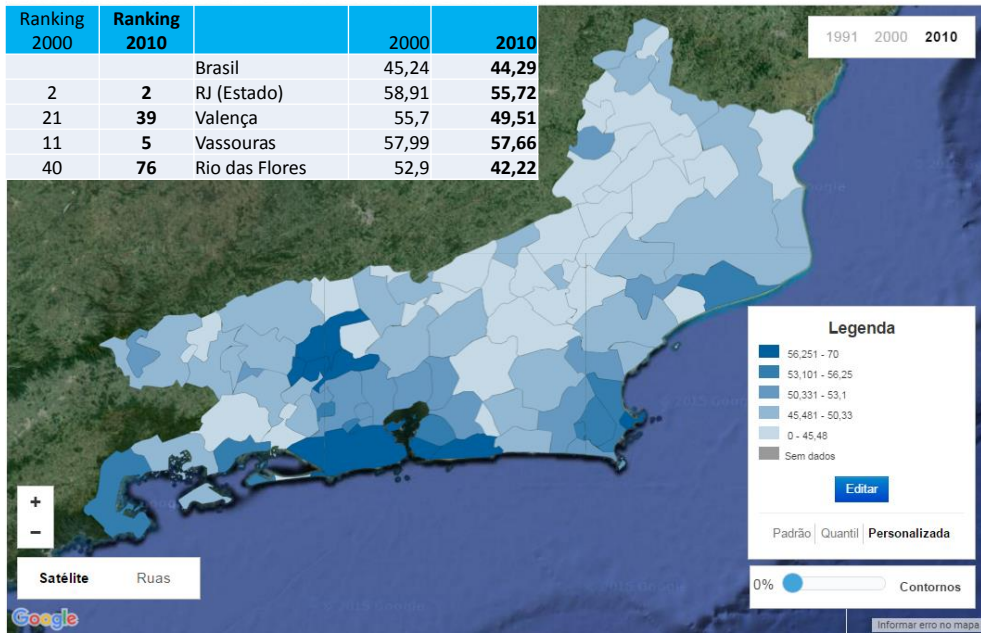 Ranking 2000 Ranking 2010 2000 2010
Brasil 45,24 44,29
2 2 RJ (Estado) 58,91 55,72
21 39 Valença 55,7 49,51
11 5 Vassouras 57,99 57,66
40 76 Rio das Flores 52,9 42,22
1991 2000 2010
Legenda
56,251 - 70
53,101 - 56,25
50,331 - 53,1
45,481 - 50,33
0 - 45,48
Sem dados
Editar
Padrão Quantil Personalizada
0% Contornos
+
−
Satélite Ruas
Google
Informar erro no mapa